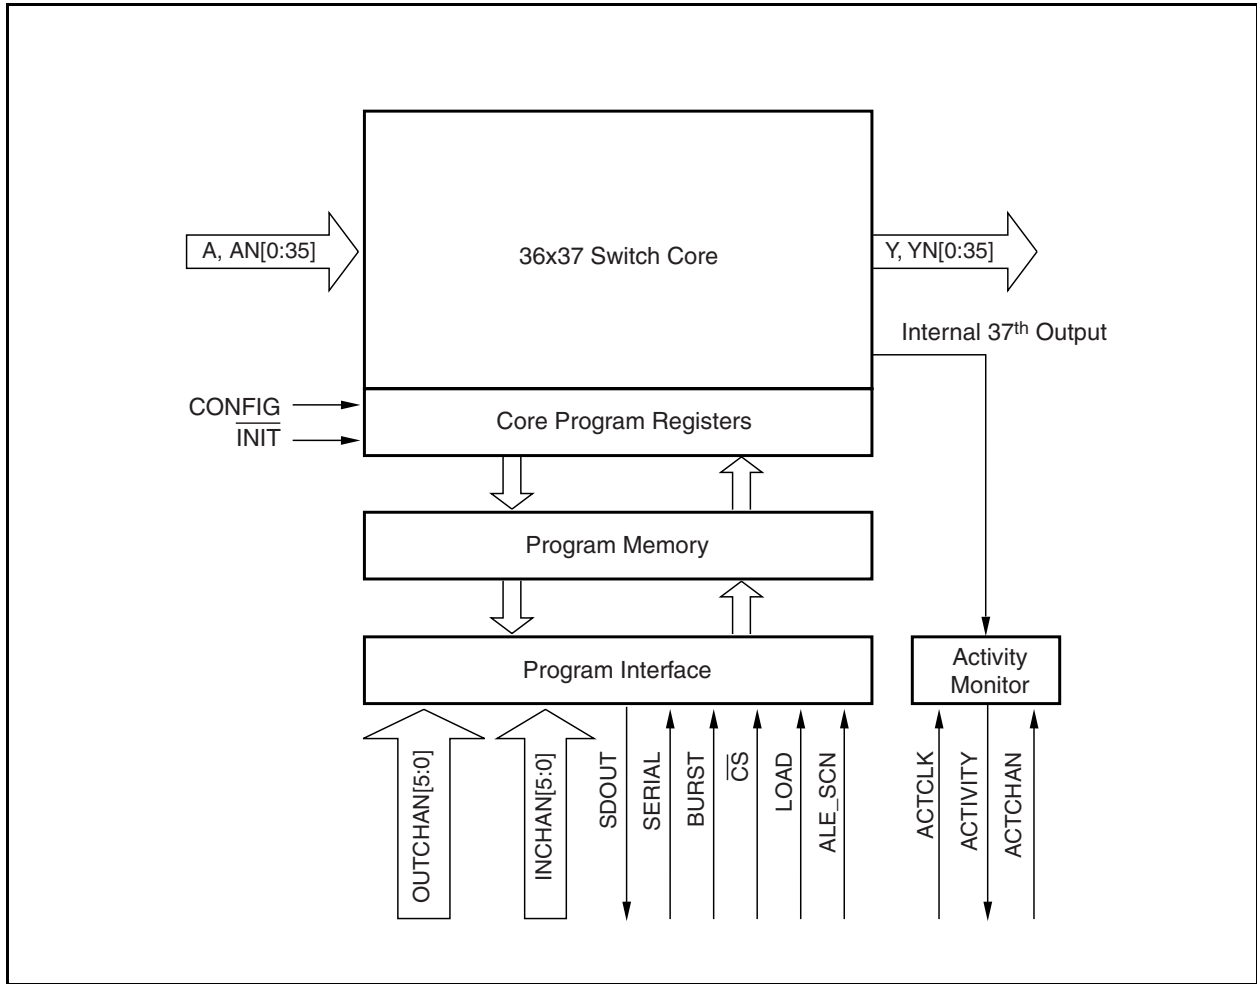 36x37 Switch Core
A, AN[0:35]
Y, YN[0:35]
Internal 37th Output
CONFIG
INIT
Core Program Registers
Program Memory
Program Interface
Activity
Monitor
OUTCHAN[5:0]
INCHAN[5:0]
SDOUT
SERIAL
BURST
CS
LOAD
ALE_SCN
ACTCLK
ACTIVITY
ACTCHAN